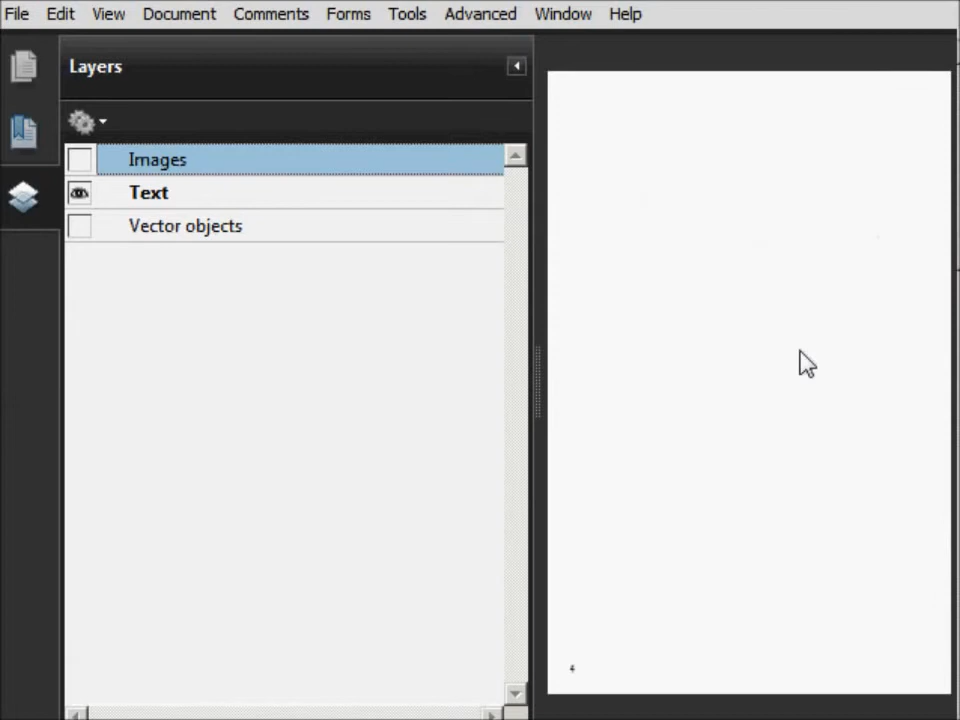 File Edit View Document Comments Forms Tools Advanced Window Help
Layers
Images
Text
Vector objects